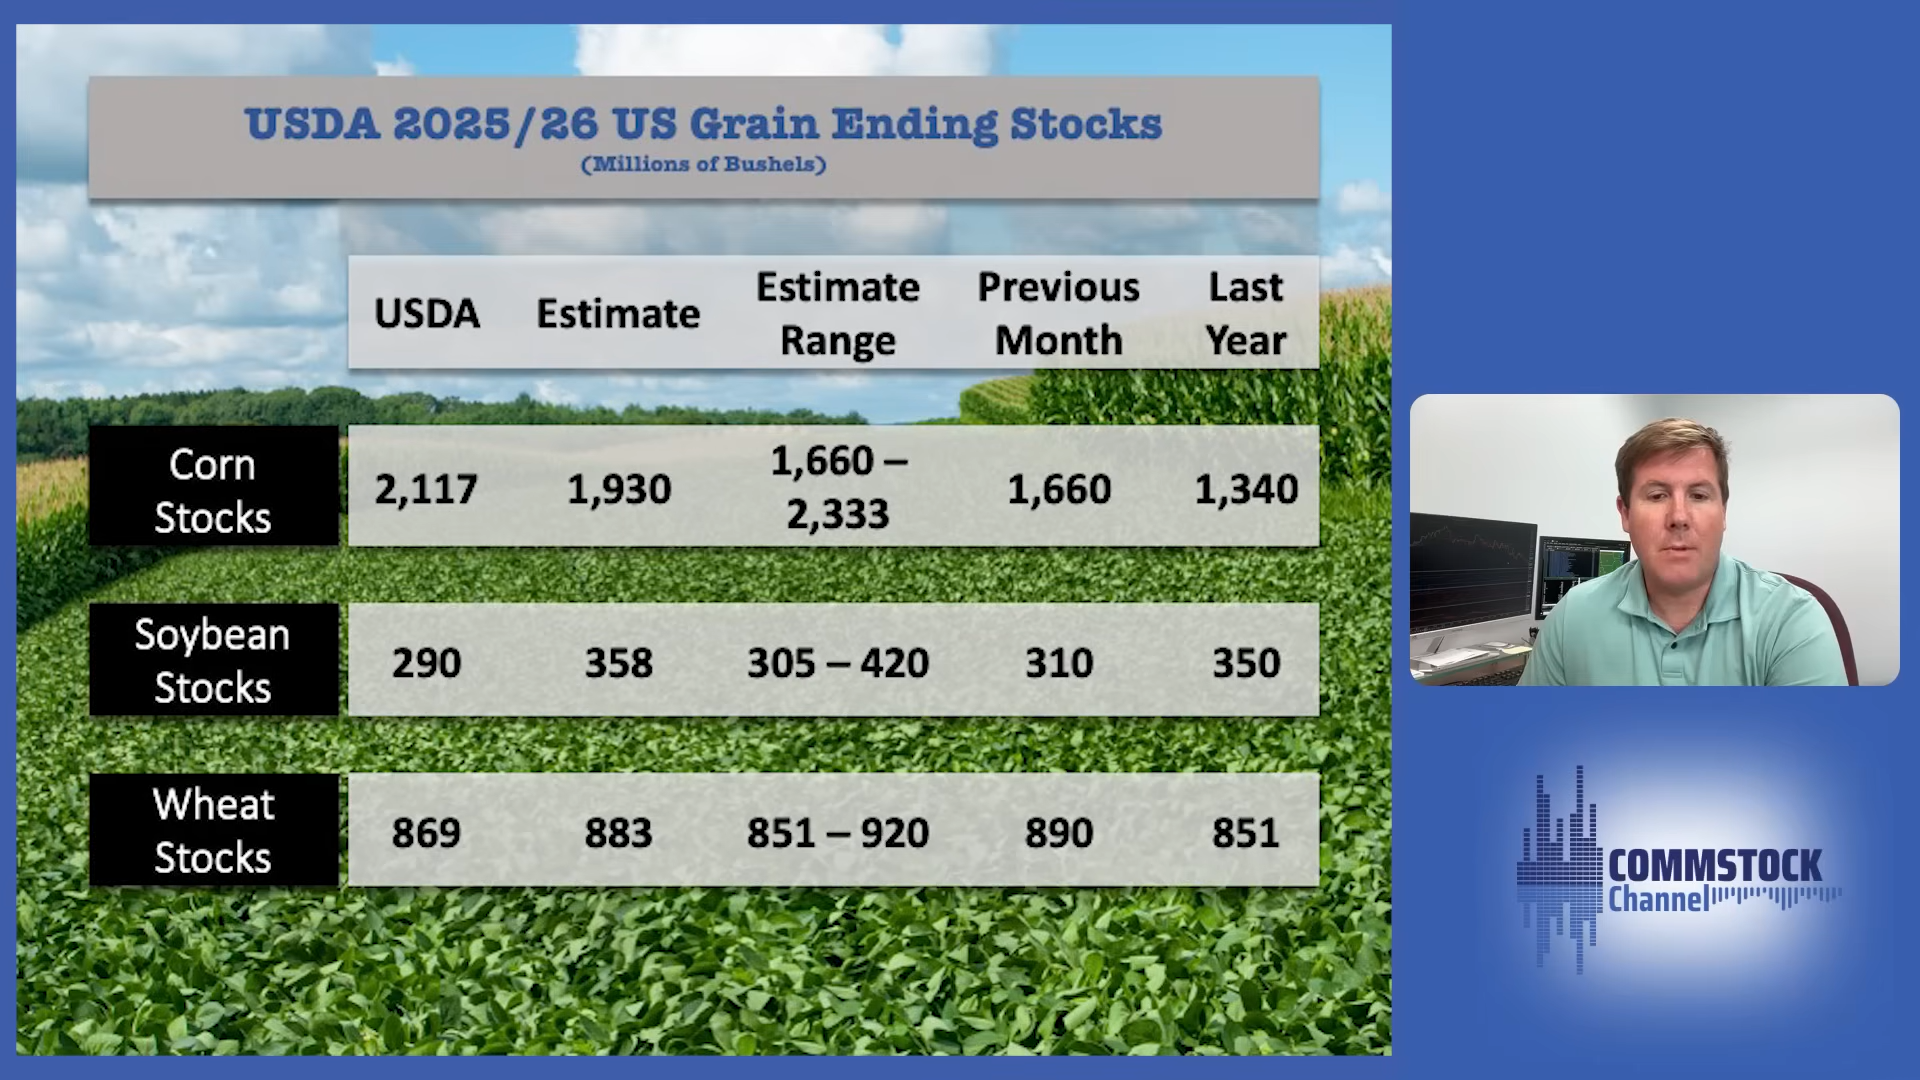 USDA 2025/26 US Grain Ending Stocks
(Millions of Bushels)
USDA
Estimate
Estimate
Range
Previous
Month
Last
Year
Corn
Stocks
2,117
1,930
1,660 –
2,333
1,660
1,340
Soybean
Stocks
290
358
305 – 420
310
350
Wheat
Stocks
869
883
851 – 920
890
851
COMMSTOCK
Channel